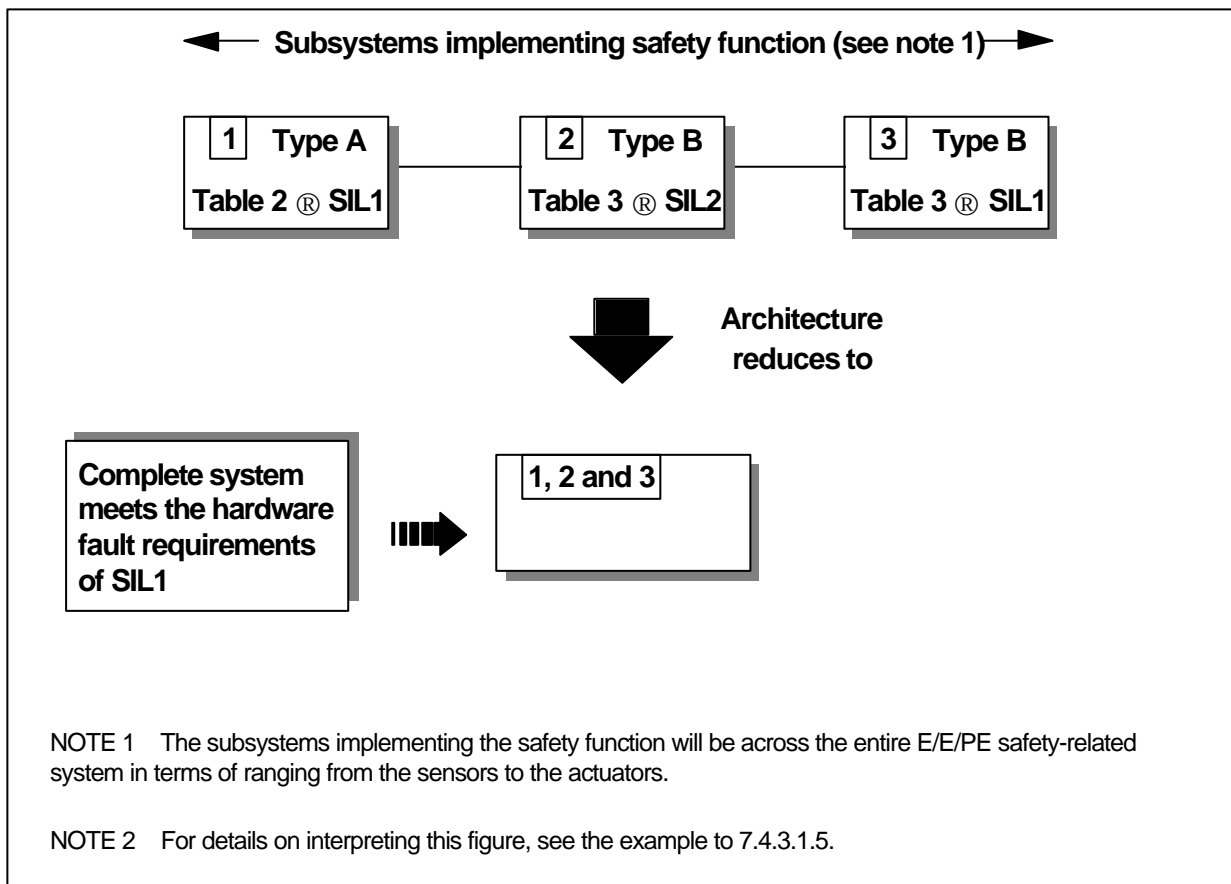 Subsystems implementing safety function (see note 1)
1 Type A
Table 2 ® SIL1
2 Type B
Table 3 ® SIL2
3 Type B
Table 3 ® SIL1
Architecture
reduces to
Complete system
meets the hardware
fault requirements
of SIL1
1, 2 and 3
NOTE 1 The subsystems implementing the safety function will be across the entire E/E/PE safety-related
system in terms of ranging from the sensors to the actuators.
NOTE 2 For details on interpreting this figure, see the example to 7.4.3.1.5.